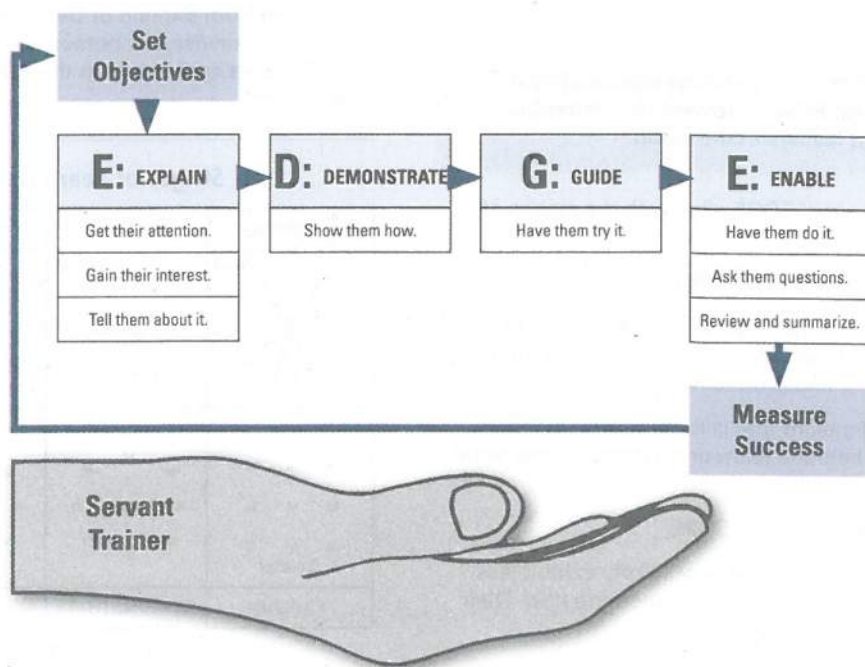 Set
Objectives
E: EXPLAIN
Get their attention.
Gain their interest.
Tell them about it.
D: DEMONSTRATE
Show them how.
G: GUIDE
Have them try it.
E: ENABLE
Have them do it.
Ask them questions.
Review and summarize.
Measure
Success
Servant
Trainer